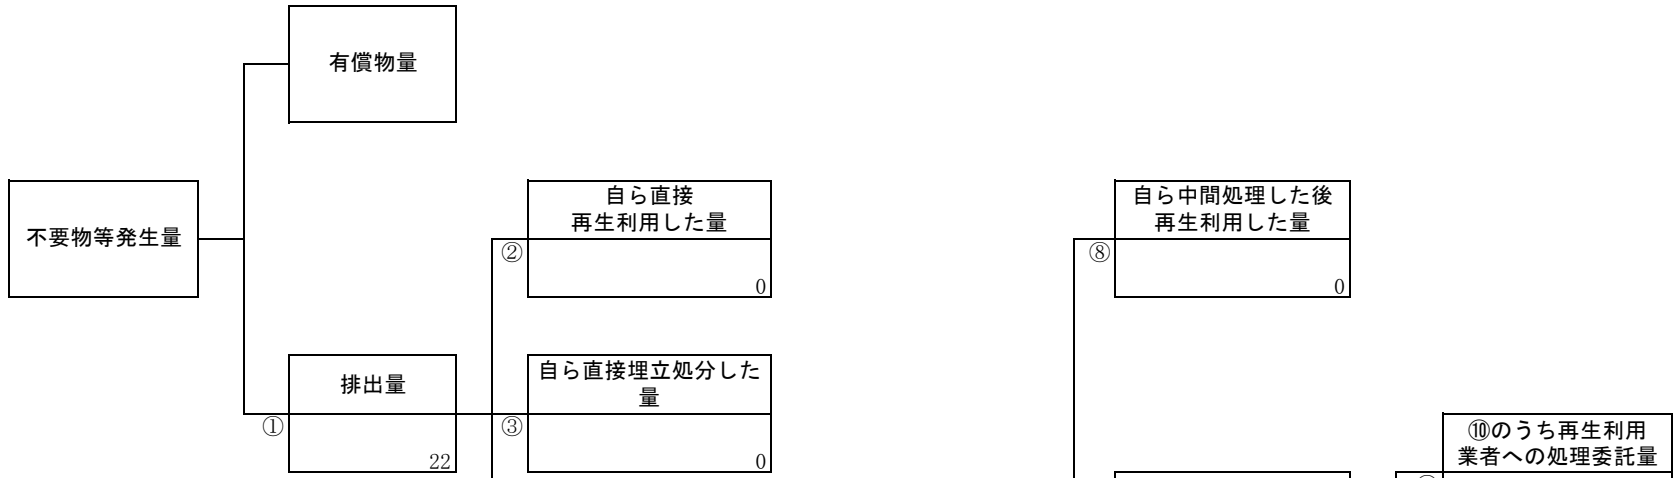 有償物量
不要物等発生量
自ら直接
再生利用した量
②
0
自ら中間処理した後
再生利用した量
⑧
0
排出量
①
22
自ら直接埋立処分した
量
③
0
⑩のうち再生利用
業者への処理委託量